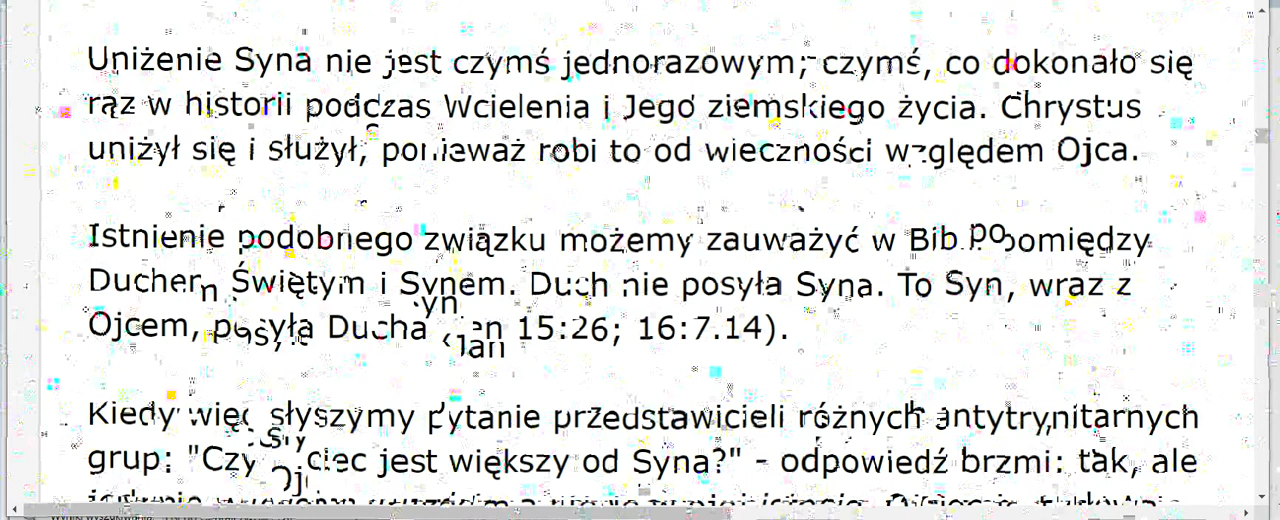 Uniżenie Syna nie jest czymś jednorazowym, czymś, co dokonało się
raz w historii podczas Wcielenia i Jego ziemskiego życia. Chrystus
uniżył się i służył, ponieważ robi to od wieczności względem Ojca.
Istnienie podobnego związku możemy zauważyć w Biblii pomiędzy
Duchem Świętym i Synem. Duch nie posyła Syna. To Syn, wraz z
Ojcem, posyła Ducha (Jan 15:26; 16:7.14).
Kiedy więc słyszymy pytanie przedstawicieli różnych antytrynitarnych
grup: "Czy Ojciec jest większy od Syna?" - odpowiedź brzmi: tak, ale